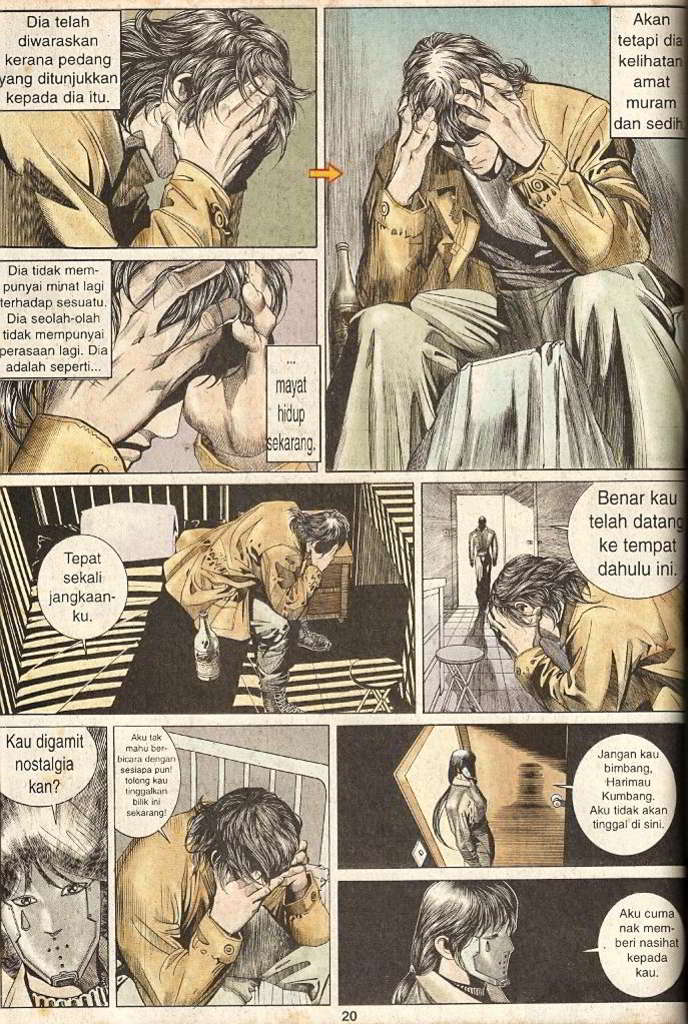 Dia telah
diwaraskan
kerana pedang
yang ditunjukkan
kepada dia itu.
Akan
tetapi dia
kelihatan
amat
muram
dan sedih.
Dia tidak mem-
punyai minat lagi
terhadap sesuatu.
Dia seolah-olah
tidak mempunyai
perasaan lagi. Dia
adalah seperti...
...
mayat
hidup
sekarang.
Tepat
sekali
jangkaan-
ku.
Benar kau
telah datang
ke tempat
dahulu ini.
Kau digamit
nostalgia
kan?
Aku tak
mahu ber-
bicara dengan
sesiapa pun!
tolong kau
tinggalkan
bilik ini
sekarang!
Jangan kau
bimbang,
Harimau
Kumbang.
Aku tidak akan
tinggal di sini.
Aku cuma
nak mem-
beri nasihat
kepada
kau.
20